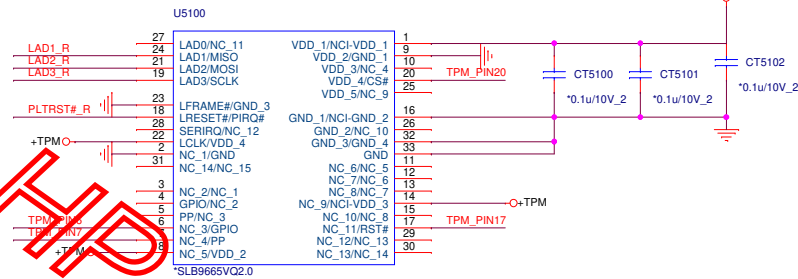 U5100
27 LAD0/NC_11 VDD_1/NCI-VDD_1 1
LAD1_R 24 LAD1/MISO VDD_2/GND_1 9
LAD2_R 21 LAD2/MOSI VDD_3/NC_4 10
LAD3_R 19 LAD3/SCLK VDD_4/CS# 20 TPM_PIN20
VDD_5/NC_9 25
CT5100 CT5101 CT5102
*0.1u/10V_2 *0.1u/10V_2 *0.1u/10V_2
23 LFRAME#/GND_3
PLTRST#_R 18 LRESET#/PIRQ# GND_1/NCI-GND_2 16
28 SERIRQ/NC_12 GND_2/NC_10 26
+TPM 22 LCLK/VDD_4 GND_3/GND_4 32
2 NC_1/GND GND 33
31 NC_14/NC_15 NC_6/NC_5 11
NC_7/NC_6 12
3 NC_2/NC_1 NC_8/NC_7 13
4 GPIO/NC_2 NC_9/NCI-VDD_3 14 +TPM
5 PP/NC_3 NC_10/NC_8 15
6 NC_3/GPIO NC_11/RST# 17 TPM_PIN17
TPM_PIN7 NC_4/PP NC_12/NC_13 29
+TPM 8 NC_5/VDD_2 NC_13/NC_14 30
*SLB9665VQ2.0
HP